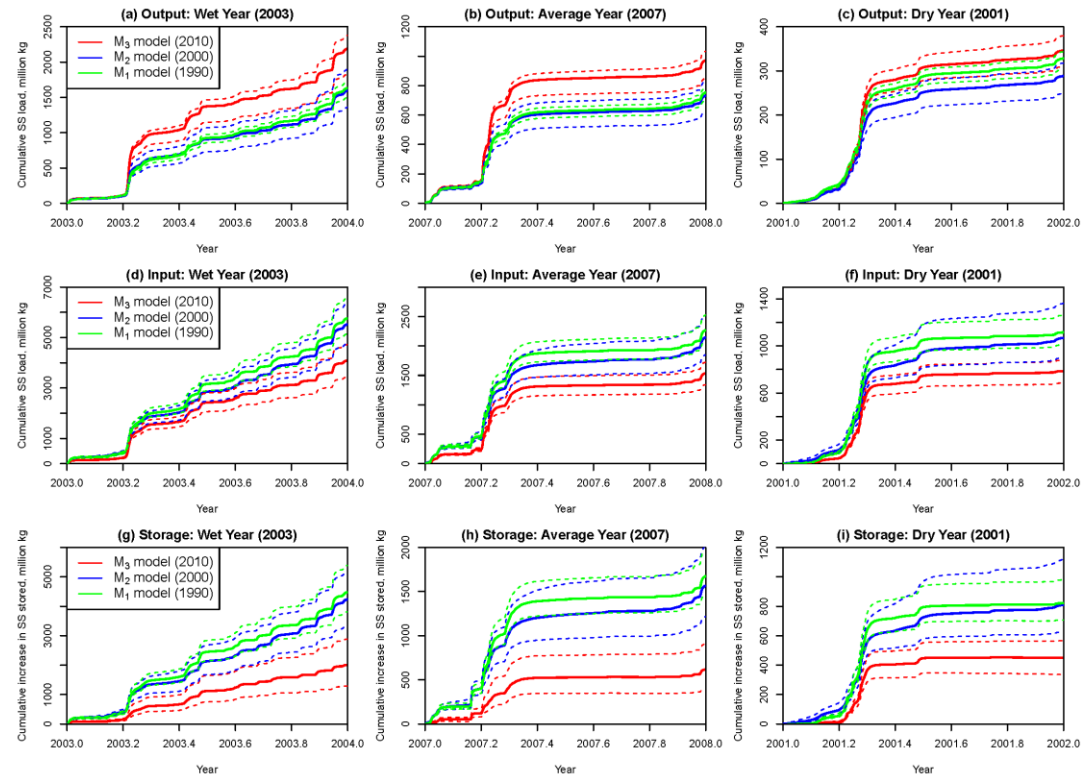 (a) Output: Wet Year (2003)
Cumulative SS load, million kg
0
500
1000
1500
2000
2500
M3 model (2010)
M2 model (2000)
M1 model (1990)
2003.0
2003.2
2003.4
2003.6
2003.8
2004.0
Year
(b) Output: Average Year (2007)
Cumulative SS load, million kg
0
200
400
600
800
1200
2007.0
2007.2
2007.4
2007.6
2007.8
2008.0
Year
(c) Output: Dry Year (2001)
Cumulative SS load, million kg
0
100
200
300
400
2001.0
2001.2
2001.4
2001.6
2001.8
2002.0
Year
(d) Input: Wet Year (2003)
Cumulative SS load, million kg
0
1000
3000
4000
5000
6000
7000
M3 model (2010)
M2 model (2000)
M1 model (1990)
2003.0
2003.2
2003.4
2003.6
2003.8
2004.0
Year
(e) Input: Average Year (2007)
Cumulative SS load, million kg
0
500
1500
2500
2007.0
2007.2
2007.4
2007.6
2007.8
2008.0
Year
(f) Input: Dry Year (2001)
Cumulative SS load, million kg
0
200
400
600
800
1000
1400
2001.0
2001.2
2001.4
2001.6
2001.8
2002.0
Year
(g) Storage: Wet Year (2003)
Cumulative increase in SS stored, million kg
0
1000
3000
5000
M3 model (2010)
M2 model (2000)
M1 model (1990)
2003.0
2003.2
2003.4
2003.6
2003.8
2004.0
Year
(h) Storage: Average Year (2007)
Cumulative increase in SS stored, million kg
0
500
1000
1500
2000
2007.0
2007.2
2007.4
2007.6
2007.8
2008.0
Year
(i) Storage: Dry Year (2001)
Cumulative increase in SS stored, million kg
0
200
400
600
800
1200
2001.0
2001.2
2001.4
2001.6
2001.8
2002.0
Year